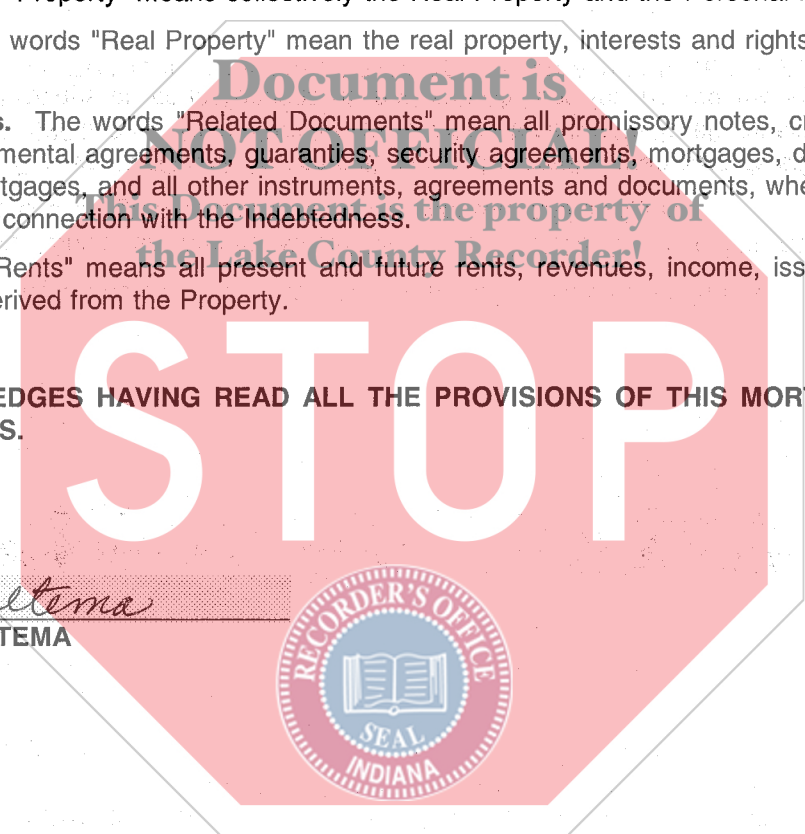 "Property" means collectively the Real Property and the Personal
words "Real Property" mean the real property, interests and rights
Document is
s. The words "Related Documents" mean all promissory notes, cr
NOT OFFICIAL!
mental agreements, guaranties, security agreements, mortgages, d
tgages, and all other instruments, agreements and documents, whe
This Document is the property of
connection with the Indebtedness.
the Lake County Recorder!
Rents" means all present and future rents, revenues, income, iss
erived from the Property.
STOP
EDGES HAVING READ ALL THE PROVISIONS OF THIS MORT
S.
eltema
TEMA
RECORDER'S OFFICE
SEAL
INDIANA